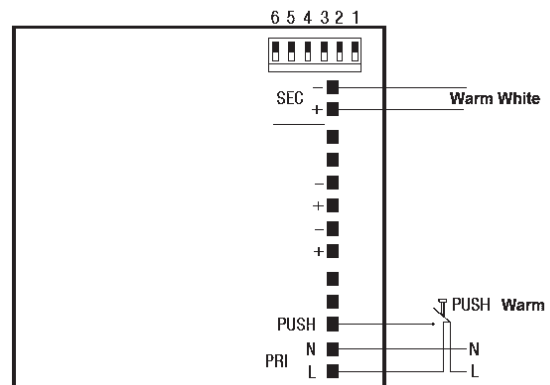 6 5 4 3 2 1
SEC - Warm White
+
-
+
-
+
PUSH PUSH Warm
PRI N N
L L